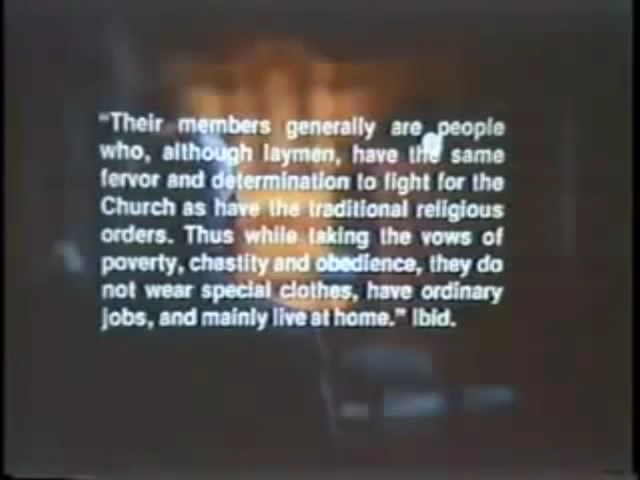 "Their members generally are people
who, although laymen, have the same
fervor and determination to fight for the
Church as have the traditional religious
orders. Thus while taking the vows of
poverty, chastity and obedience, they do
not wear special clothes, have ordinary
jobs, and mainly live at home." Ibid.